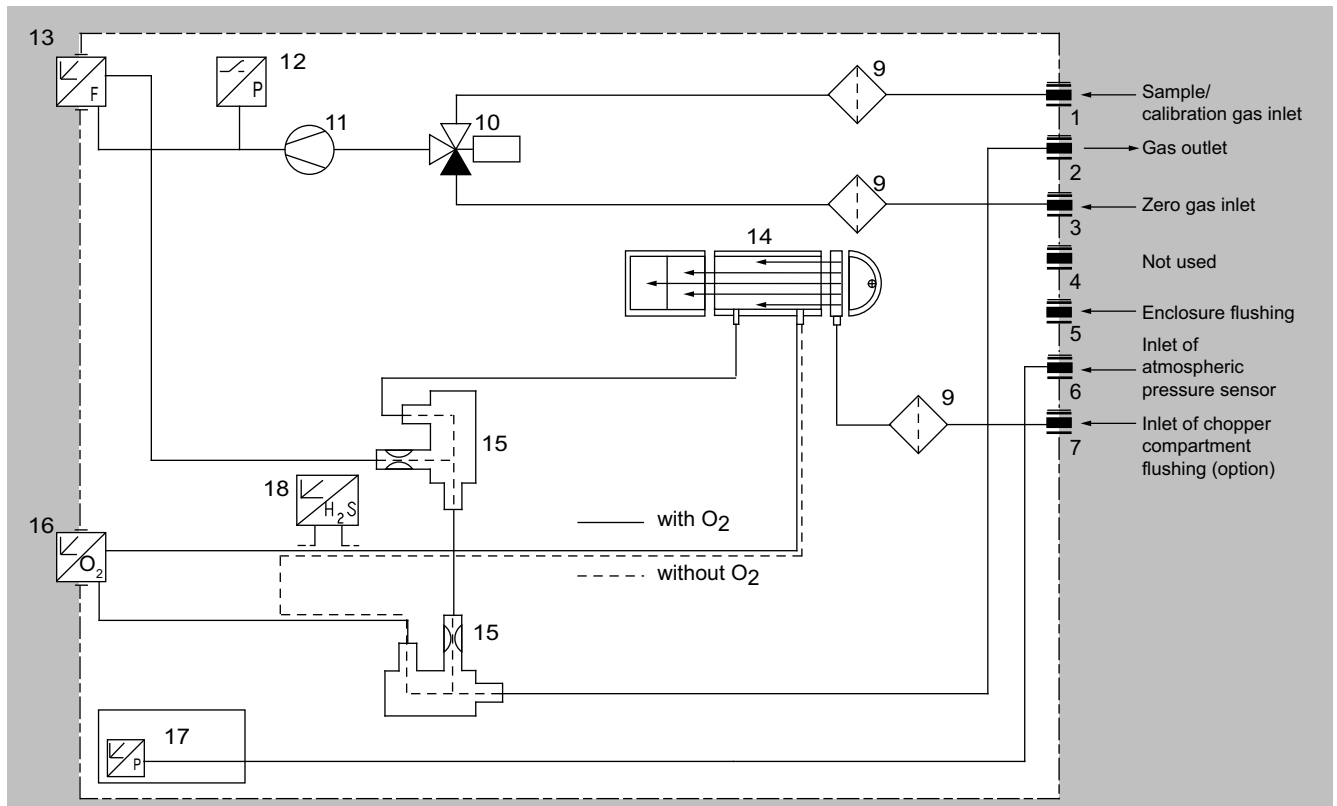 13
12
F
P
11
10
9
1
Sample/
calibration gas inlet
2
Gas outlet
9
3
Zero gas inlet
14
4
Not used
5
Enclosure flushing
6
Inlet of
atmospheric
pressure sensor
9
7
Inlet of chopper
compartment
flushing (option)
15
18
H2S
with O2
16
O2
without O2
15
17
P